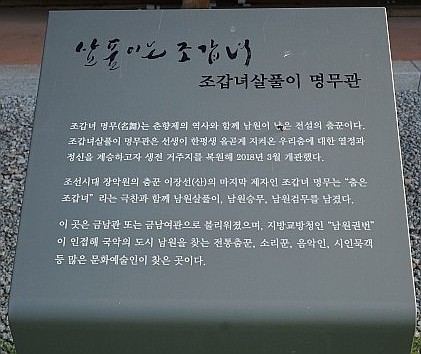 살풀이는 조갑녀
조갑녀살풀이 명무관
조갑녀 명무(名舞)는 춘향제의 역사와 함께 남원이 낳은 전설의 춤꾼이다.
조갑녀살풀이 명무관은 선생이 한평생 올곧게 지켜온 우리춤에 대한 열정과
정신을 계승하고자 생전 거주지를 복원해 2018년 3월 개관했다.
조선시대 장악원의 춤꾼 이장선(山)의 마지막 제자인 조갑녀 명무는 "춤은
조갑녀" 라는 극찬과 함께 남원살풀이, 남원승무, 남원검무를 남겼다.
이 곳은 금남관 또는 금남여관으로 불리워졌으며, 지방교방청인 "남원권번"
이 인접해 국악의 도시 남원을 찾는 전통춤꾼, 소리꾼, 음악인, 시인묵객
등 많은 문화예술인이 찾은 곳이다.